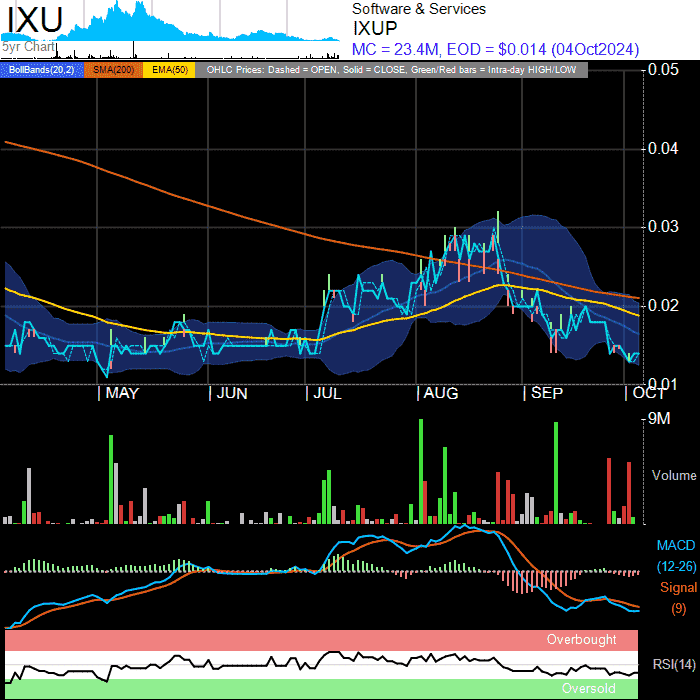 IXU
5yr Chart
Software & Services
IXUP
MC = 23.4M, EOD = $0.014 (04Oct2024)
BollBands(20,2) SMA(200) EMA(50) OHLC Prices: Dashed = OPEN, Solid = CLOSE, Green/Red bars = Intra-day HIGH/LOW
0.05
0.04
0.03
0.02
0.01
MAY JUN JUL AUG SEP OCT
9M
Volume
MACD
(12-26)
Signal
(9)
Overbought
RSI(14)
Oversold